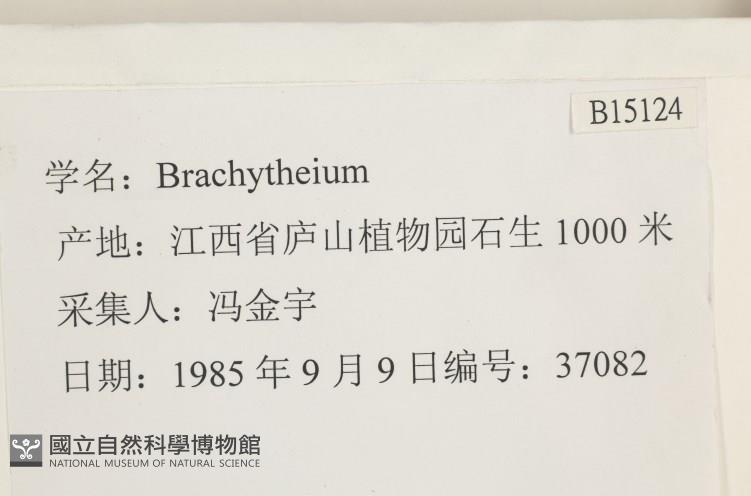 B15124
学名：Brachytheium
产地：江西省庐山植物园石生 1000 米
采集人：冯金宇
日期：1985 年 9 月 9 日编号：37082
國立自然科學博物館
NATIONAL MUSEUM OF NATURAL SCIENCE